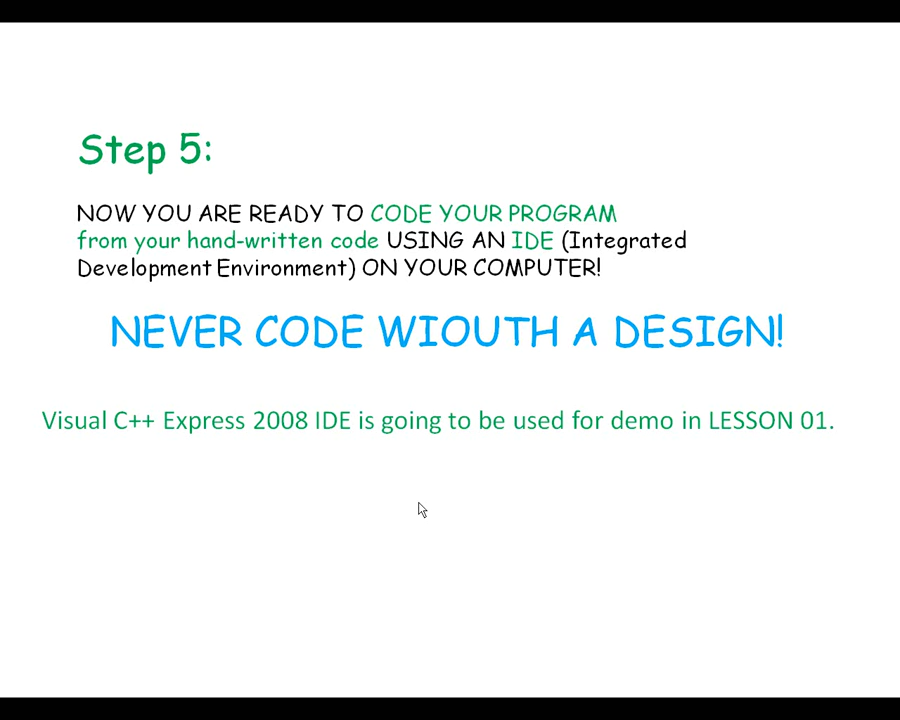 Step 5:
NOW YOU ARE READY TO CODE YOUR PROGRAM
from your hand-written code USING AN IDE (Integrated
Development Environment) ON YOUR COMPUTER!
NEVER CODE WIOUTH A DESIGN!
Visual C++ Express 2008 IDE is going to be used for demo in LESSON 01.